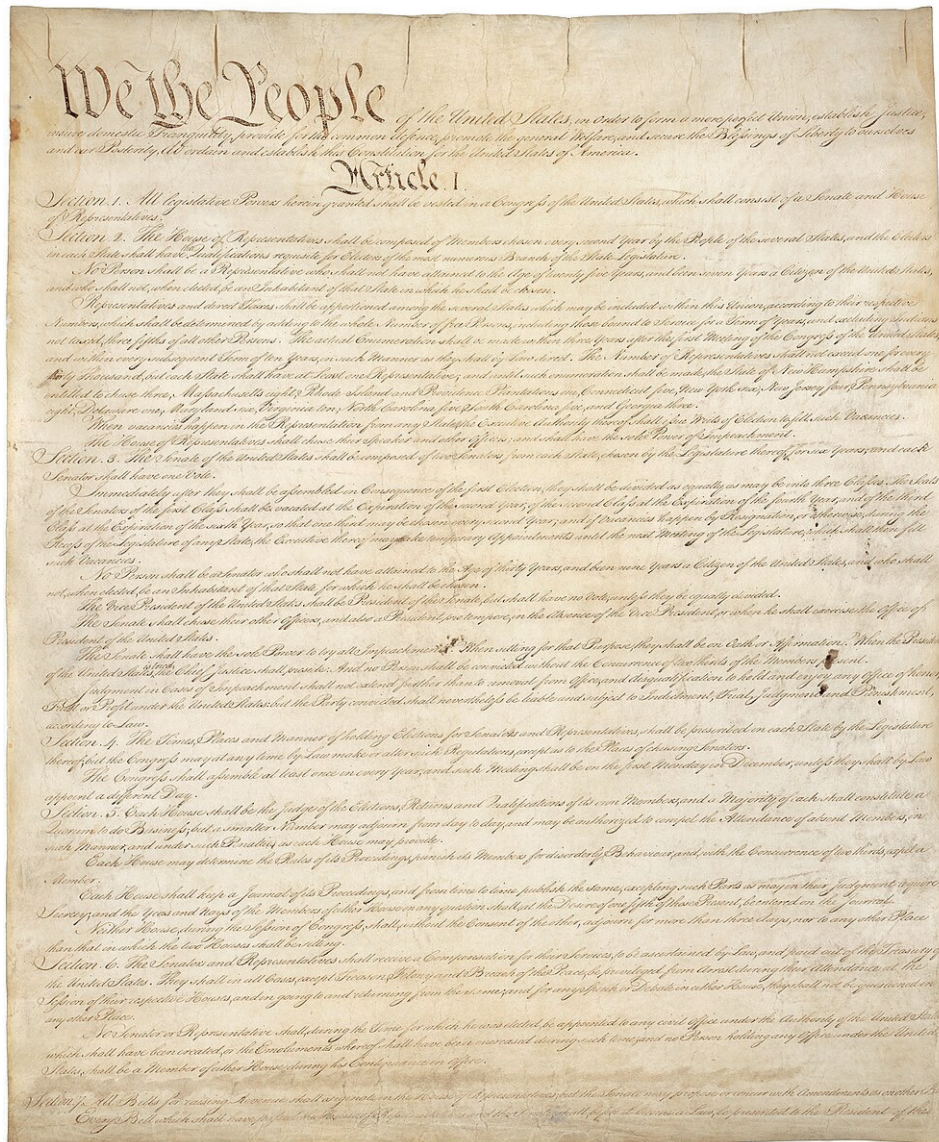 We the People of the United States, in Order to form a more perfect Union, establish Justice,
insure domestic Tranquility, provide for the common defence, promote the general Welfare, and secure the Blessings of Liberty to ourselves
and our Posterity, do ordain and establish this Constitution for the United States of America.
Article. I.
Section. 1. All legislative Powers herein granted shall be vested in a Congress of the United States, which shall consist of a Senate and House
of Representatives.
Section. 2. The House of Representatives shall be composed of Members chosen every second Year by the People of the several States, and the Electors
in each State shall have the Qualifications requisite for Electors of the most numerous Branch of the State Legislature.
No Person shall be a Representative who shall not have attained to the Age of twenty five Years, and been seven Years a Citizen of the United States,
and who shall not, when elected, be an Inhabitant of that State in which he shall be chosen.
Representatives and direct Taxes shall be apportioned among the several States which may be included within this Union, according to their respective
Numbers, which shall be determined by adding to the whole Number of free Persons, including those bound to Service for a Term of Years, and excluding Indians
not taxed, three fifths of all other Persons. The actual Enumeration shall be made within three Years after the first Meeting of the Congress of the United States,
and within every subsequent Term of ten Years, in such Manner as they shall by Law direct. The Number of Representatives shall not exceed one for every
thirty Thousand, but each State shall have at Least one Representative; and until such enumeration shall be made, the State of New Hampshire shall be
entitled to chuse three, Massachusetts eight, Rhode Island and Providence Plantations one, Connecticut five, New York six, New Jersey four, Pennsylvania
eight, Delaware one, Maryland six, Virginia ten, North Carolina five, South Carolina five, and Georgia three.
When vacancies happen in the Representation from any State, the Executive Authority thereof shall issue Writs of Election to fill such Vacancies.
The House of Representatives shall chuse their Speaker and other Officers; and shall have the sole Power of Impeachment.
Section. 3. The Senate of the United States shall be composed of two Senators from each State, chosen by the Legislature thereof, for six Years; and each
Senator shall have one Vote.
Immediately after they shall be assembled in Consequence of the first Election, they shall be divided as equally as may be into three Classes. The Seats
of the Senators of the first Class shall be vacated at the Expiration of the second Year, of the second Class at the Expiration of the fourth Year, and of the third
Class at the Expiration of the sixth Year, so that one third may be chosen every second Year; and if Vacancies happen by Resignation, or otherwise, during the
Recess of the Legislature of any State, the Executive thereof may make temporary Appointments until the next Meeting of the Legislature, which shall then fill
such Vacancies.
No Person shall be a Senator who shall not have attained to the Age of thirty Years, and been nine Years a Citizen of the United States, and who shall
not, when elected, be an Inhabitant of that State for which he shall be chosen.
The Vice President of the United States shall be President of the Senate, but shall have no Vote, unless they be equally divided.
The Senate shall chuse their other Officers, and also a President pro tempore, in the Absence of the Vice President, or when he shall exercise the Office of
President of the United States.
The Senate shall have the sole Power to try all Impeachments. When sitting for that Purpose, they shall be on Oath or Affirmation. When the President
of the United States is tried, the Chief Justice shall preside: And no Person shall be convicted without the Concurrence of two thirds of the Members present.
Judgment in Cases of Impeachment shall not extend further than to removal from Office, and disqualification to hold and enjoy any Office of honor,
Trust or Profit under the United States: but the Party convicted shall nevertheless be liable and subject to Indictment, Trial, Judgment and Punishment,
according to Law.
Section. 4. The Times, Places and Manner of holding Elections for Senators and Representatives, shall be prescribed in each State by the Legislature
thereof; but the Congress may at any time by Law make or alter such Regulations, except as to the Places of chusing Senators.
The Congress shall assemble at least once in every Year, and such Meeting shall be on the first Monday in December, unless they shall by Law
appoint a different Day.
Section. 5. Each House shall be the Judge of the Elections, Returns and Qualifications of its own Members, and a Majority of each shall constitute a
Quorum to do Business; but a smaller Number may adjourn from day to day, and may be authorized to compel the Attendance of absent Members, in
such Manner, and under such Penalties as each House may provide.
Each House may determine the Rules of its Proceedings, punish its Members for disorderly Behaviour, and, with the Concurrence of two thirds, expel a
Member.
Each House shall keep a Journal of its Proceedings, and from time to time publish the same, excepting such Parts as may in their Judgment require
Secrecy; and the Yeas and Nays of the Members of either House on any question shall, at the Desire of one fifth of those Present, be entered on the Journal.
Neither House, during the Session of Congress, shall, without the Consent of the other, adjourn for more than three days, nor to any other Place
than that in which the two Houses shall be sitting.
Section. 6. The Senators and Representatives shall receive a Compensation for their Services, to be ascertained by Law, and paid out of the Treasury of
the United States. They shall in all Cases, except Treason, Felony and Breach of the Peace, be privileged from Arrest during their Attendance at the
Session of their respective Houses, and in going to and returning from the same; and for any Speech or Debate in either House, they shall not be questioned in
any other Place.
No Senator or Representative shall, during the Time for which he was elected, be appointed to any civil Office under the Authority of the United States,
which shall have been created, or the Emoluments whereof shall have been encreased during such time; and no Person holding any Office under the United
States, shall be a Member of either House during his Continuance in Office.
Section. 7. All Bills for raising Revenue shall originate in the House of Representatives; but the Senate may propose or concur with Amendments as on other Bills.
Every Bill which shall have passed the House of Representatives and the Senate, shall, before it become a Law, be presented to the President of the